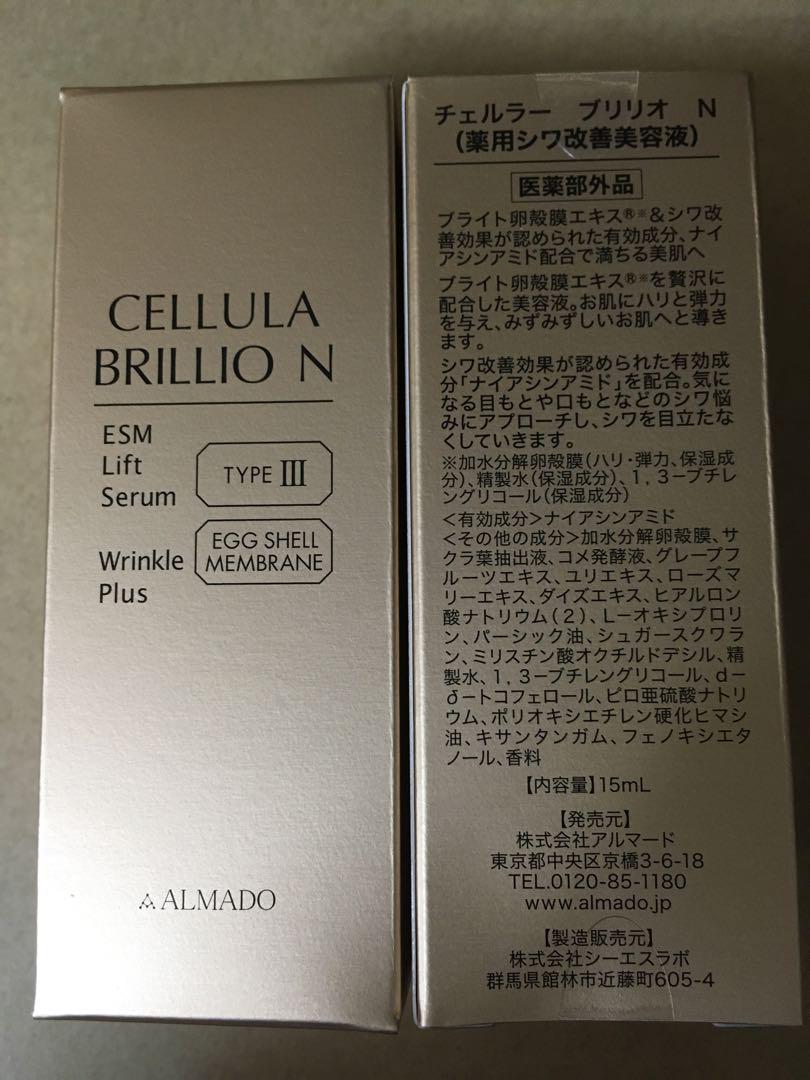 CELLULA
BRILLIO N
ESM
Lift
Serum
TYPE III
Wrinkle
Plus
EGG SHELL
MEMBRANE
ALMADO
チェルラー ブリリオ N
(薬用シワ改善美容液)
医薬部外品
ブライト卵殻膜エキス®※&シワ改
善効果が認められた有効成分、ナイ
アシンアミド配合で満ちる美肌へ
ブライト卵殻膜エキス®※を贅沢に
配合した美容液。お肌にハリと弾力
を与え、みずみずしいお肌へと導き
ます。
シワ改善効果が認められた有効成
分「ナイアシンアミド」を配合。気に
なる目もとや口もとなどのシワ悩
みにアプローチし、シワを目立たな
くしていきます。
※加水分解卵殻膜(ハリ・弾力、保湿成
分)、精製水(保湿成分)、1,3-ブチレ
ングリコール(保湿成分)
<有効成分>ナイアシンアミド
<その他の成分>加水分解卵殻膜、サ
クラ葉抽出液、コメ発酵液、グレープフ
ルーツエキス、ユリエキス、ローズマ
リーエキス、ダイズエキス、ヒアルロン
酸ナトリウム(2)、L-オキシプロリ
ン、パーシック油、シュガースクワラ
ン、ミリスチン酸オクチルドデシル、精
製水、1,3-ブチレングリコール、d-
δ-トコフェロール、ピロ亜硫酸ナトリ
ウム、ポリオキシエチレン硬化ヒマシ
油、キサンタンガム、フェノキシエタ
ノール、香料
【内容量】15mL
【発売元】
株式会社アルマード
東京都中央区京橋3-6-18
TEL.0120-85-1180
www.almado.jp
【製造販売元】
株式会社シーエスラボ
群馬県館林市近藤町605-4